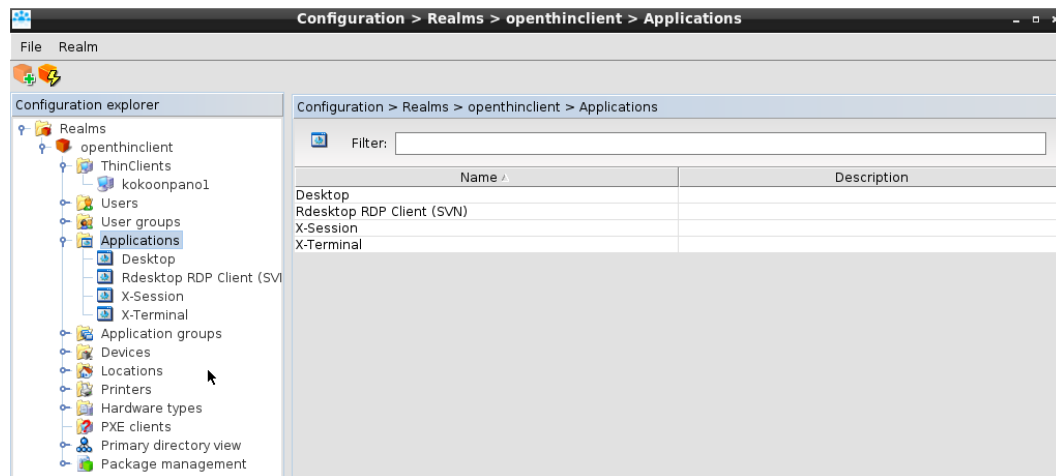 Configuration > Realms > openthinclient > Applications
File Realm
Configuration explorer
Realms
openthinclient
ThinClients
kokoonpano1
Users
User groups
Applications
Desktop
Rdesktop RDP Client (SV
X-Session
X-Terminal
Application groups
Devices
Locations
Printers
Hardware types
PXE clients
Primary directory view
Package management
Configuration > Realms > openthinclient > Applications
Filter:
Name Description
Desktop
Rdesktop RDP Client (SVN)
X-Session
X-Terminal